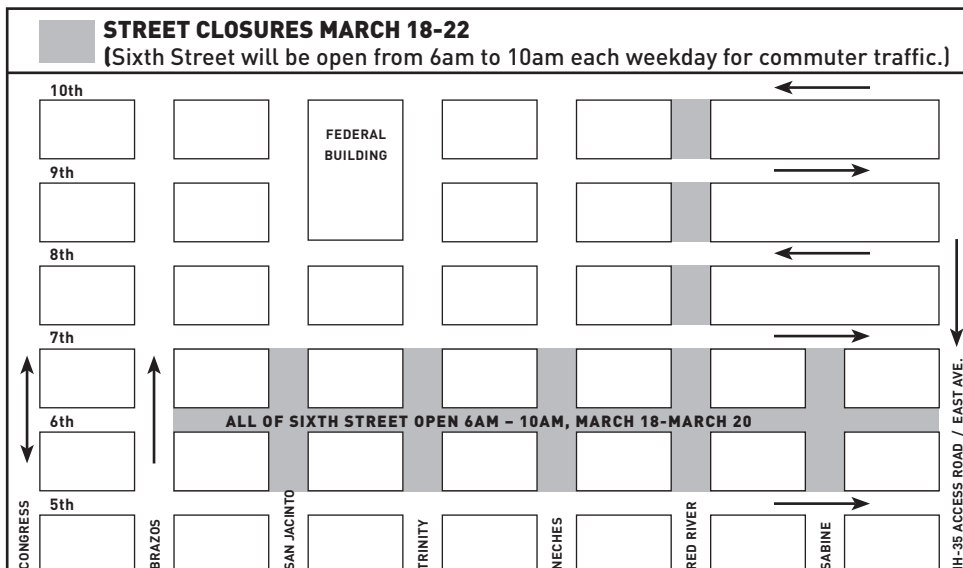 STREET CLOSURES MARCH 18-22
(Sixth Street will be open from 6am to 10am each weekday for commuter traffic.)
10th
FEDERAL
BUILDING
9th
8th
7th
6th
ALL OF SIXTH STREET OPEN 6AM – 10AM, MARCH 18-MARCH 20
5th
CONGRESS
BRAZOS
SAN JACINTO
TRINITY
NECHES
RED RIVER
SABINE
IH-35 ACCESS ROAD / EAST AVE.